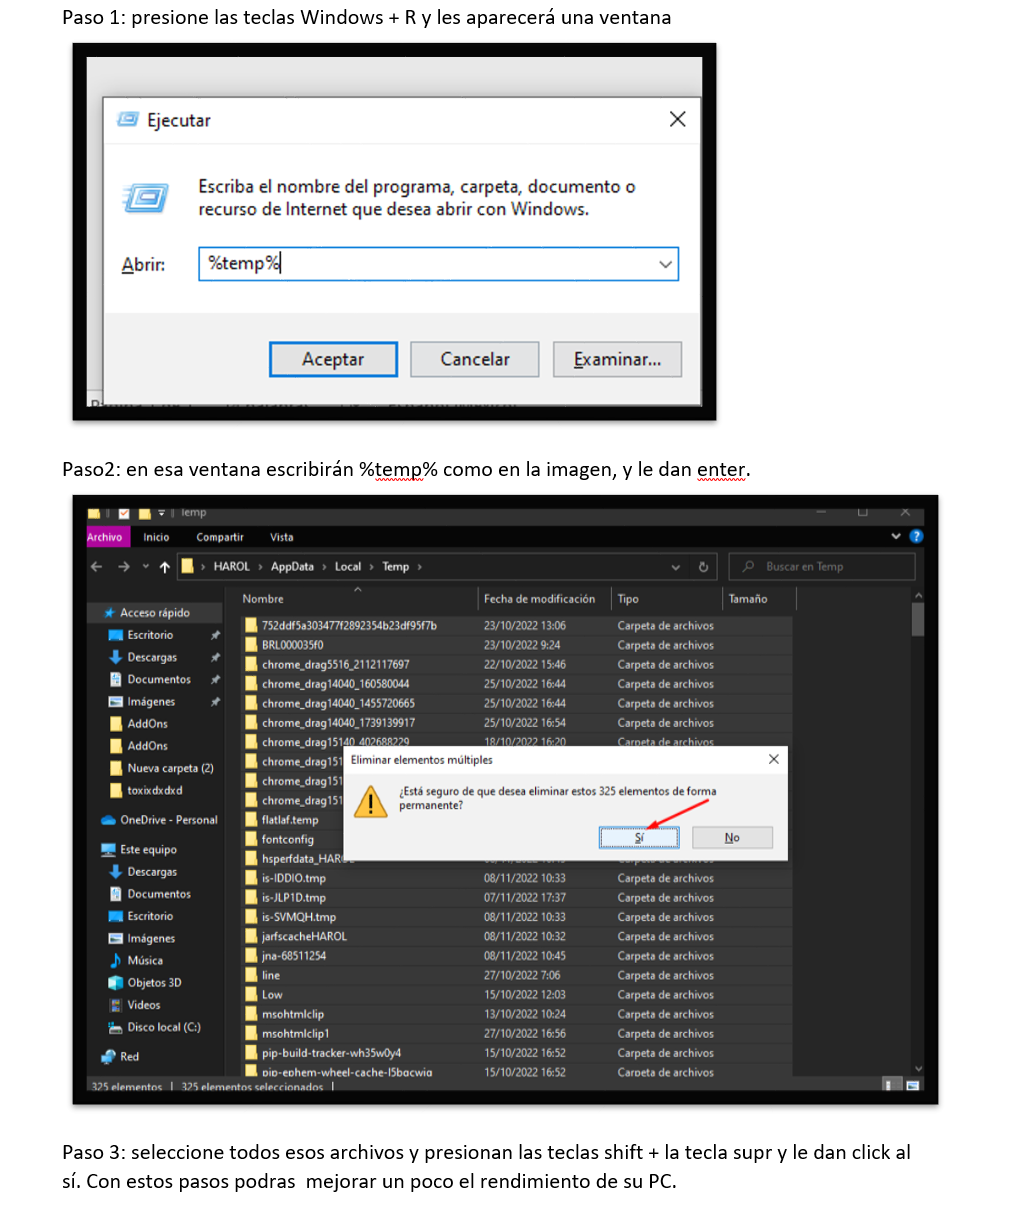 Paso 1: presione las teclas Windows + R y les aparecerá una ventana
Ejecutar
Escriba el nombre del programa, carpeta, documento o
recurso de Internet que desea abrir con Windows.
Abrir:
%temp%
Aceptar
Cancelar
Examinar...
Paso2: en esa ventana escribirán %temp% como en la imagen, y le dan enter.
Temp
Archivo Inicio Compartir Vista
HAROL > AppData > Local > Temp >
Buscar en Temp
Nombre Fecha de modificación Tipo Tamaño
Acceso rápido
Escritorio
Descargas
Documentos
Imágenes
AddOns
AddOns
Nueva carpeta (2)
toxixdxdxd
OneDrive - Personal
Este equipo
Descargas
Documentos
Escritorio
Imágenes
Música
Objetos 3D
Videos
Disco local (C:)
Red
752ddf5a303477f2892354b23df95f7b 23/10/2022 13:06 Carpeta de archivos
BRL000035f0 23/10/2022 9:24 Carpeta de archivos
chrome_drag5516_2112117697 22/10/2022 15:46 Carpeta de archivos
chrome_drag14040_160580044 25/10/2022 16:44 Carpeta de archivos
chrome_drag14040_1455720665 25/10/2022 16:44 Carpeta de archivos
chrome_drag14040_1739139917 25/10/2022 16:54 Carpeta de archivos
chrome_drag15140_402688229 18/10/2022 16:20 Carpeta de archivos
chrome_drag151
chrome_drag151
chrome_drag151
flatlaf.temp
fontconfig
hsperfdata_HARO
is-IDDIO.tmp 08/11/2022 10:33 Carpeta de archivos
is-JLP1D.tmp 07/11/2022 17:37 Carpeta de archivos
is-SVMQH.tmp 08/11/2022 10:33 Carpeta de archivos
jarfscacheHAROL 08/11/2022 10:32 Carpeta de archivos
jna-68511254 08/11/2022 10:45 Carpeta de archivos
line 27/10/2022 7:06 Carpeta de archivos
Low 15/10/2022 12:03 Carpeta de archivos
msohtmlclip 13/10/2022 10:24 Carpeta de archivos
msohtmlclip1 27/10/2022 16:56 Carpeta de archivos
pip-build-tracker-wh35w0y4 15/10/2022 16:52 Carpeta de archivos
pip-ephem-wheel-cache-l5bqcwig 15/10/2022 16:52 Carpeta de archivos
Eliminar elementos múltiples
¿Está seguro de que desea eliminar estos 325 elementos de forma
permanente?
Sí
No
325 elementos | 325 elementos seleccionados |
Paso 3: seleccione todos esos archivos y presionan las teclas shift + la tecla supr y le dan click al
sí. Con estos pasos podras  mejorar un poco el rendimiento de su PC.